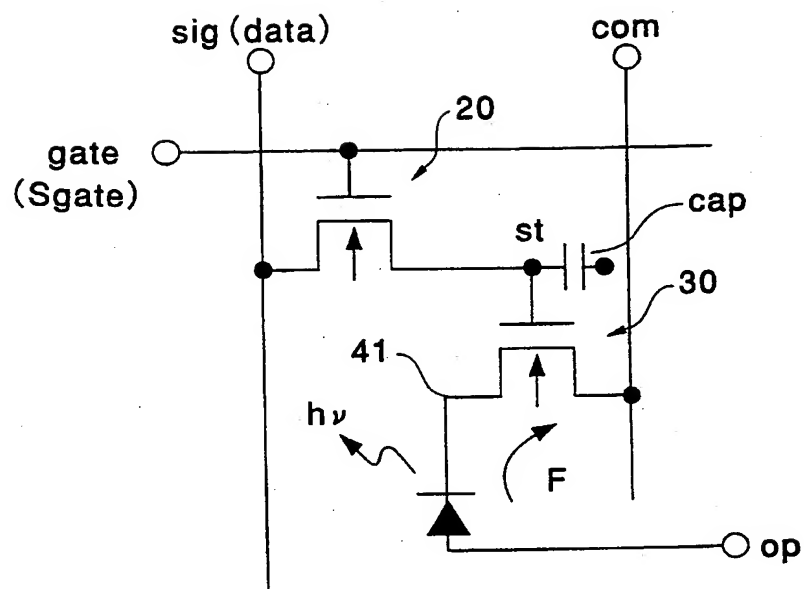 sig (data)
com
20
gate
(Sgate)
cap
st
30
41
hν
F
op